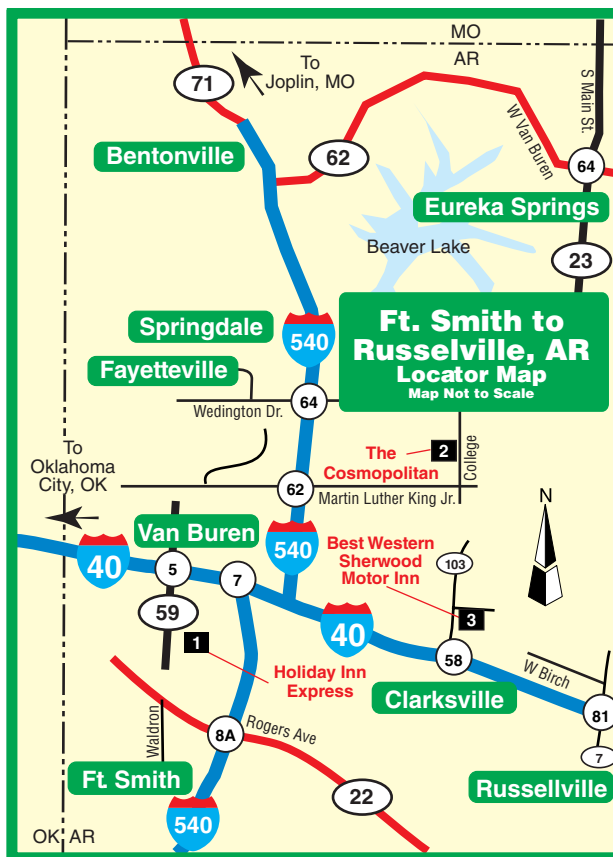 MO
AR
To
Joplin, MO
71
S Main St.
W Van Buren
62
Bentonville
64
Eureka Springs
Beaver Lake
23
Springdale
540
Ft. Smith to
Russelville, AR
Locator Map
Map Not to Scale
Fayetteville
64
Wedington Dr.
To
Oklahoma
City, OK
The
Cosmopolitan
2
College
62
Martin Luther King Jr.
N
Van Buren
540
Best Western
Sherwood
Motor Inn
103
40
5
7
59
3
40
1
Holiday Inn
Express
58
W Birch
Clarksville
81
7
Waldron
8A
Rogers Ave
Ft. Smith
Russellville
22
540
OK
AR